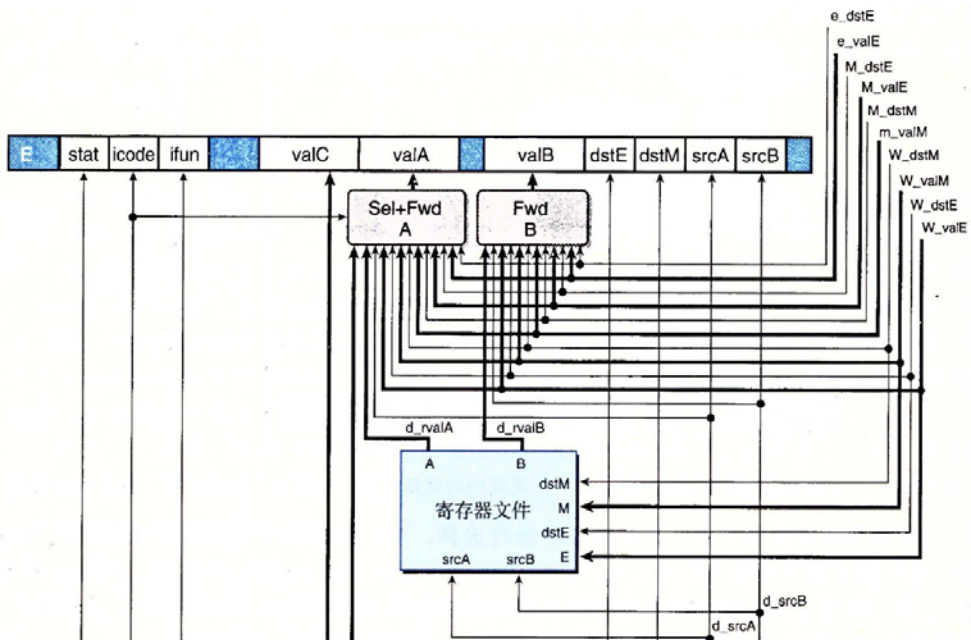 e_dstE
e_valE
M_dstE
M_valE
M_dstM
m_valM
W_dstM
W_valM
W_dstE
W_valE
E stat icode ifun valC valA valB dstE dstM srcA srcB
Sel+Fwd
A
Fwd
B
d_rvalA
d_rvalB
A
B
dstM
M
寄存器文件
dstE
E
srcA
srcB
d_srcB
d_srcA